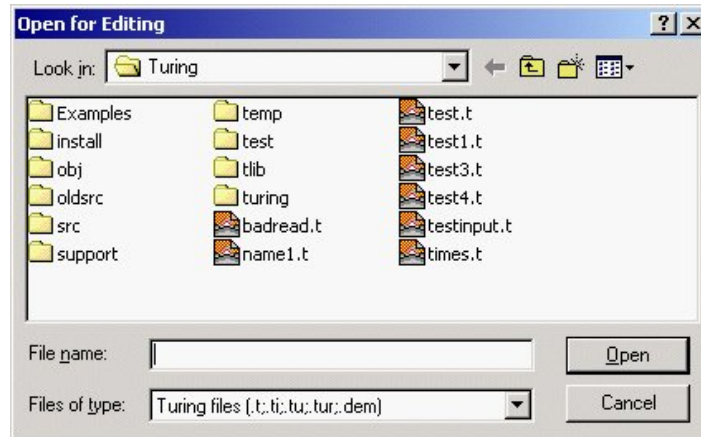 Open for Editing
Look in: Turing
Examples temp test.t
install test test1.t
obj tlib test3.t
oldsrc turing test4.t
src badread.t testinput.t
support name1.t times.t
File name: Open
Files of type: Turing files (.t;.ti;.tu;.tur;.dem) Cancel